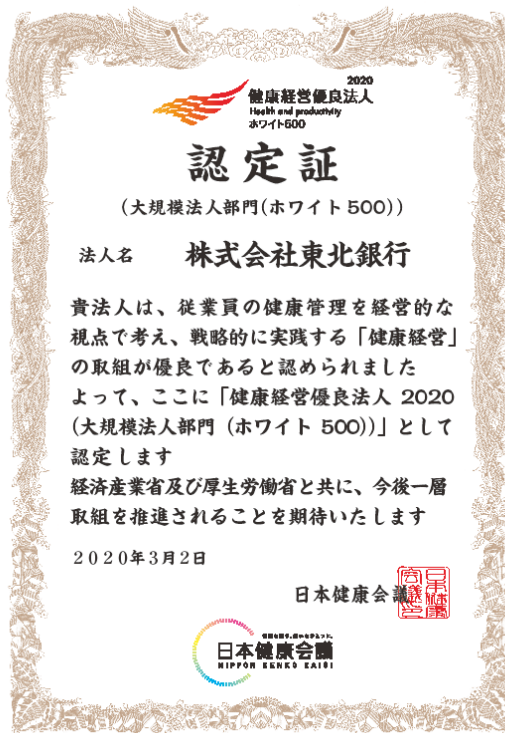 2020
健康経営優良法人
Health and productivity
ホワイト500
認定証
(大規模法人部門(ホワイト500))
法人名 株式会社東北銀行
貴法人は、従業員の健康管理を経営的な
視点で考え、戦略的に実践する「健康経営」
の取組が優良であると認められました
よって、ここに「健康経営優良法人 2020
(大規模法人部門 (ホワイト 500))」として
認定します
経済産業省及び厚生労働省と共に、今後一層
取組を推進されることを期待いたします
2020年3月2日
日本健康会議
日本健康会議
NIPPON KENKO KAIGI